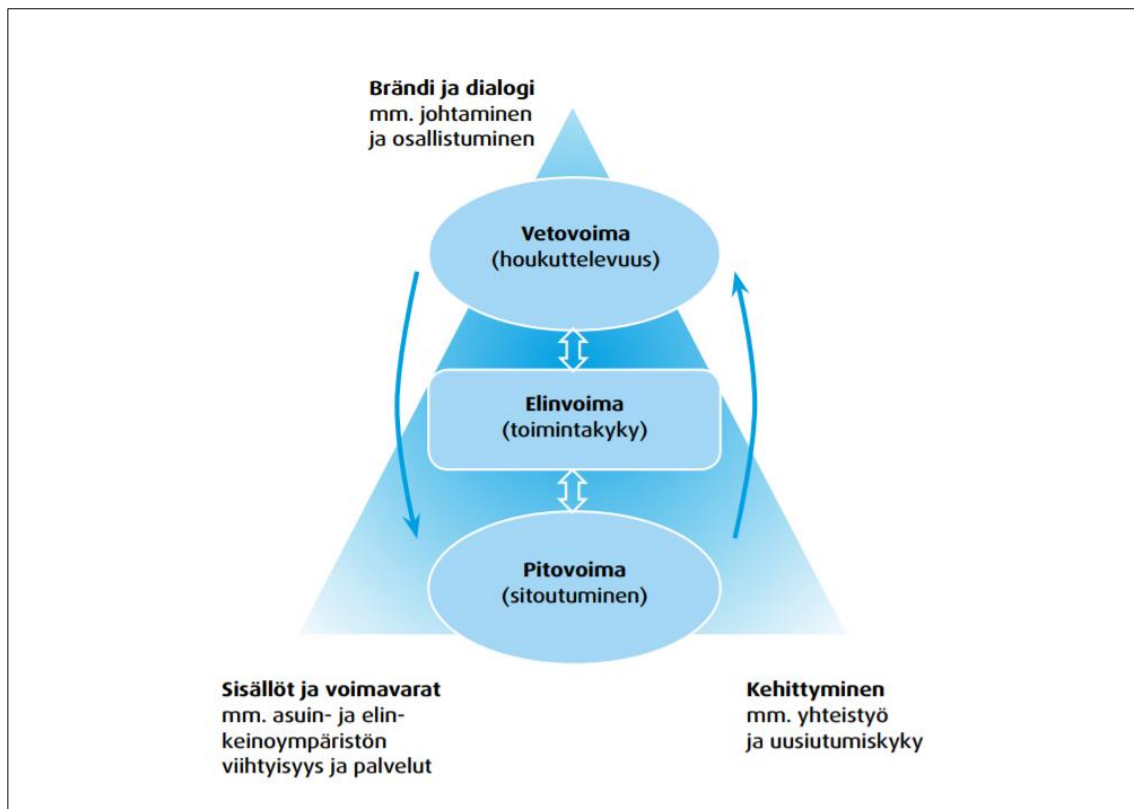 Brändi ja dialogi
mm. johtaminen
ja osallistuminen
Vetovoima
(houkuttelevuus)
Elinvoima
(toimintakyky)
Pitovoima
(sitoutuminen)
Sisällöt ja voimavarat
mm. asuin- ja elin-
keinoympäristön
viihtyisyys ja palvelut
Kehittyminen
mm. yhteistyö
ja uusiutumiskyky